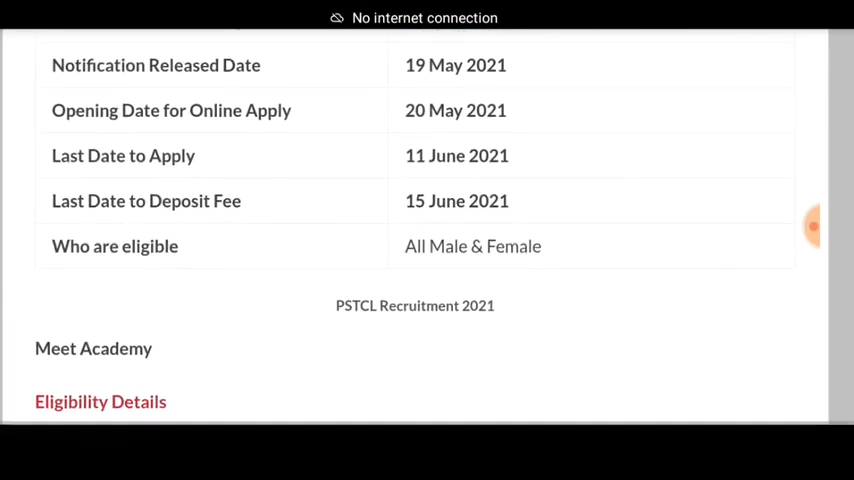 No internet connection
Notification Released Date 19 May 2021
Opening Date for Online Apply 20 May 2021
Last Date to Apply 11 June 2021
Last Date to Deposit Fee 15 June 2021
Who are eligible All Male & Female
PSTCL Recruitment 2021
Meet Academy
Eligibility Details